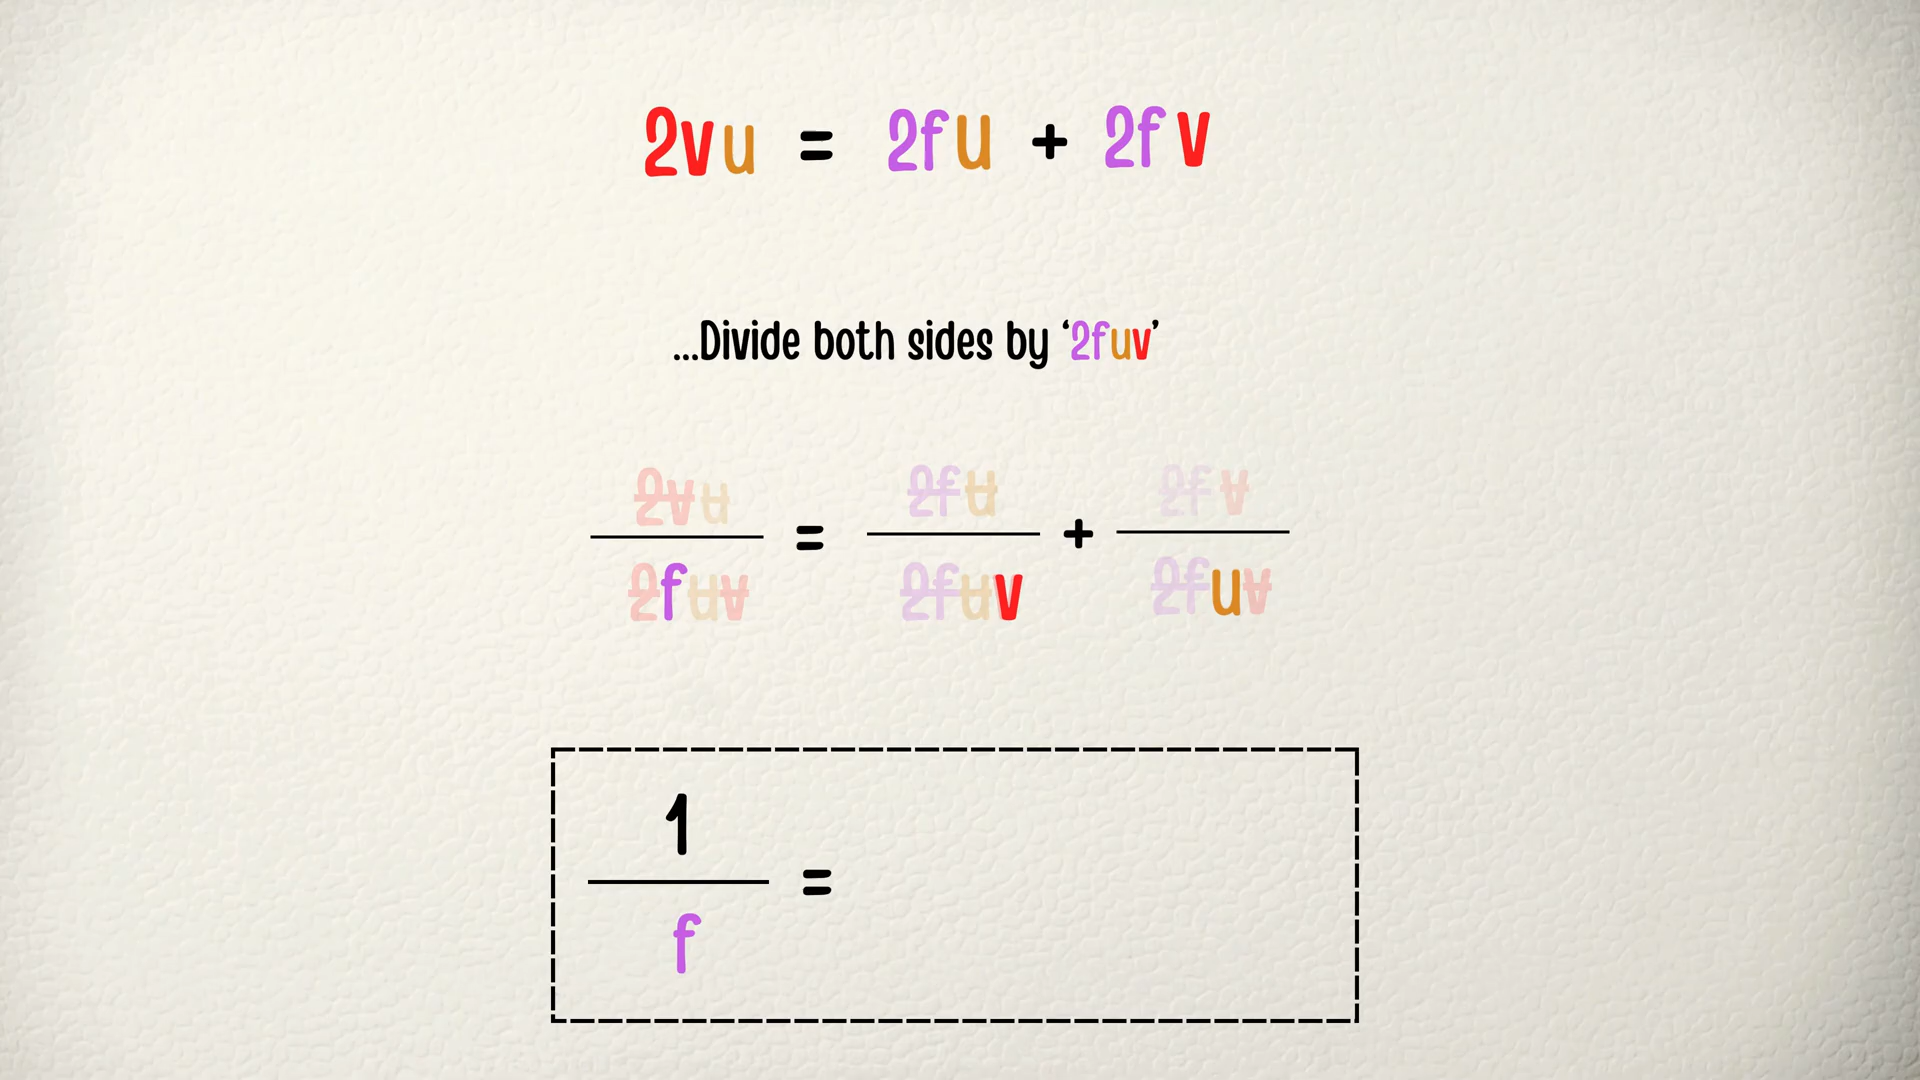 2vu = 2fu + 2fv
...Divide both sides by ‘2fuv’
2vu = 2fu + 2fv
2fuv 2fuv 2fuv
1
=
f